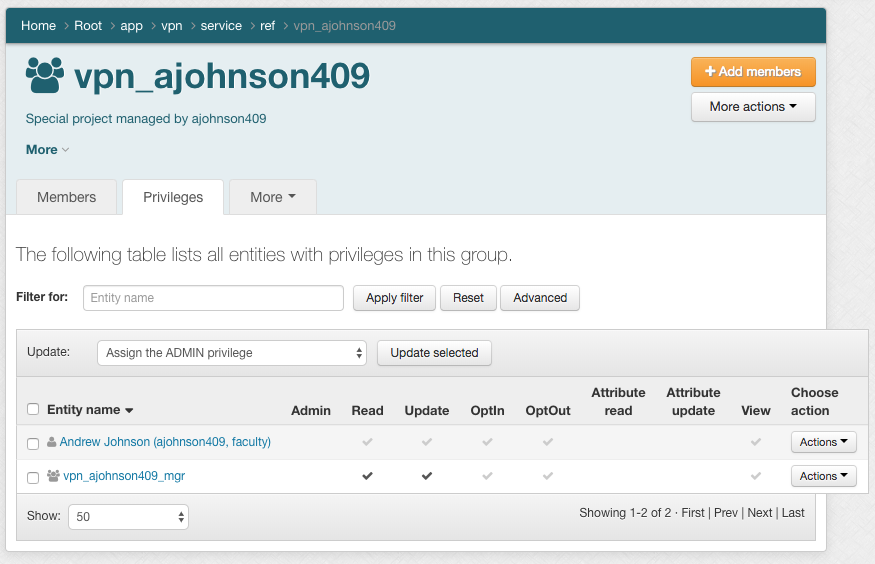 Home > Root > app > vpn > service > ref > vpn_ajohnson409
vpn_ajohnson409
+ Add members
More actions
Special project managed by ajohnson409
More
Members Privileges More
The following table lists all entities with privileges in this group.
Filter for: Entity name Apply filter Reset Advanced
Update: Assign the ADMIN privilege Update selected
Entity name Admin Read Update OptIn OptOut Attribute read Attribute update View Choose action
Andrew Johnson (ajohnson409, faculty) Actions
vpn_ajohnson409_mgr Actions
Show: 50 Showing 1-2 of 2 · First | Prev | Next | Last